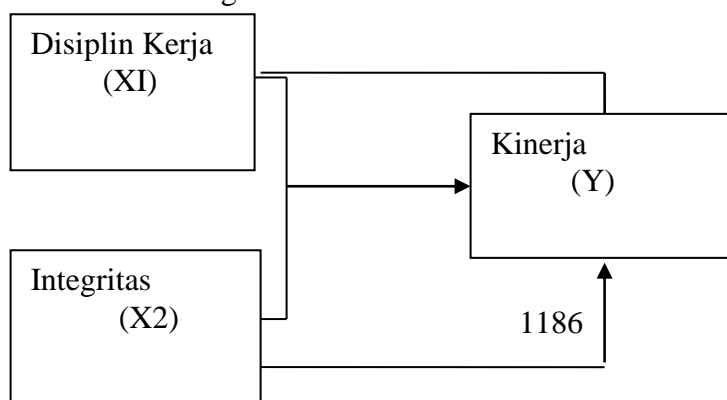 Disiplin Kerja
(XI)
Kinerja
(Y)
Integritas
(X2)
1186